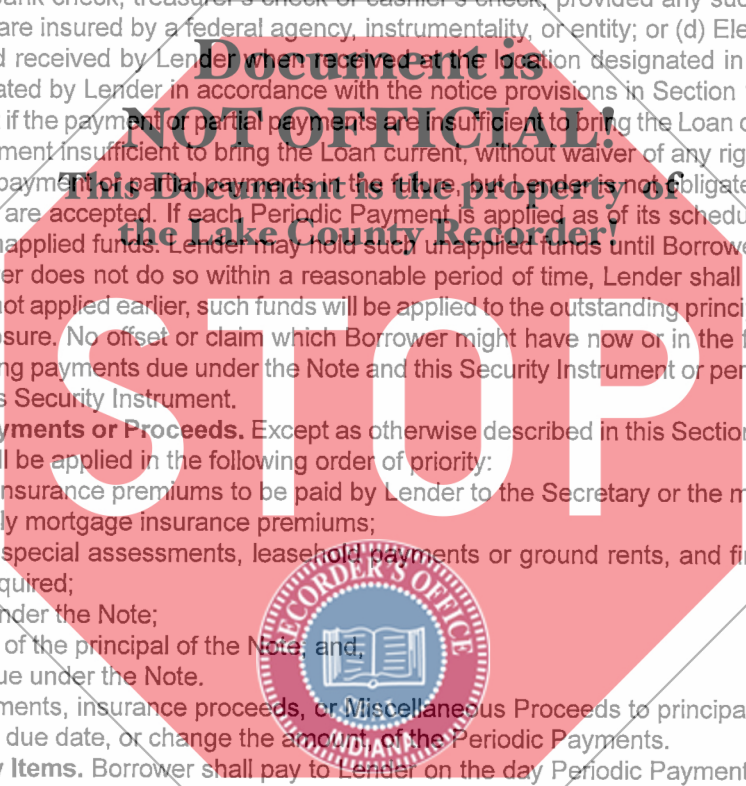 bank check, treasurer's check or cashier's check, provided any suc
are insured by a federal agency, instrumentality, or entity; or (d) Ele
d received by Lender when received at the location designated in
ated by Lender in accordance with the notice provisions in Section
if the payment or partial payments are insufficient to bring the Loan c
ment insufficient to bring the Loan current, without waiver of any rig
payment or partial payments in the future, but Lender is not obligate
are accepted. If each Periodic Payment is applied as of its schedu
napplied funds. Lender may hold such unapplied funds until Borrowe
er does not do so within a reasonable period of time, Lender shall
not applied earlier, such funds will be applied to the outstanding princi
osure. No offset or claim which Borrower might have now or in the f
ng payments due under the Note and this Security Instrument or per
s Security Instrument.
yments or Proceeds. Except as otherwise described in this Section
ll be applied in the following order of priority:
insurance premiums to be paid by Lender to the Secretary or the m
ly mortgage insurance premiums;
special assessments, leasehold payments or ground rents, and fi
quired;
nder the Note;
of the principal of the Note; and,
ue under the Note.
ments, insurance proceeds, or Miscellaneous Proceeds to principa
due date, or change the amount, of the Periodic Payments.
y Items. Borrower shall pay to Lender on the day Periodic Payment
Document is
NOT OFFICIAL!
This Document is the property of
the Lake County Recorder!
STOP
RECORDER'S OFFICE
INDIANA